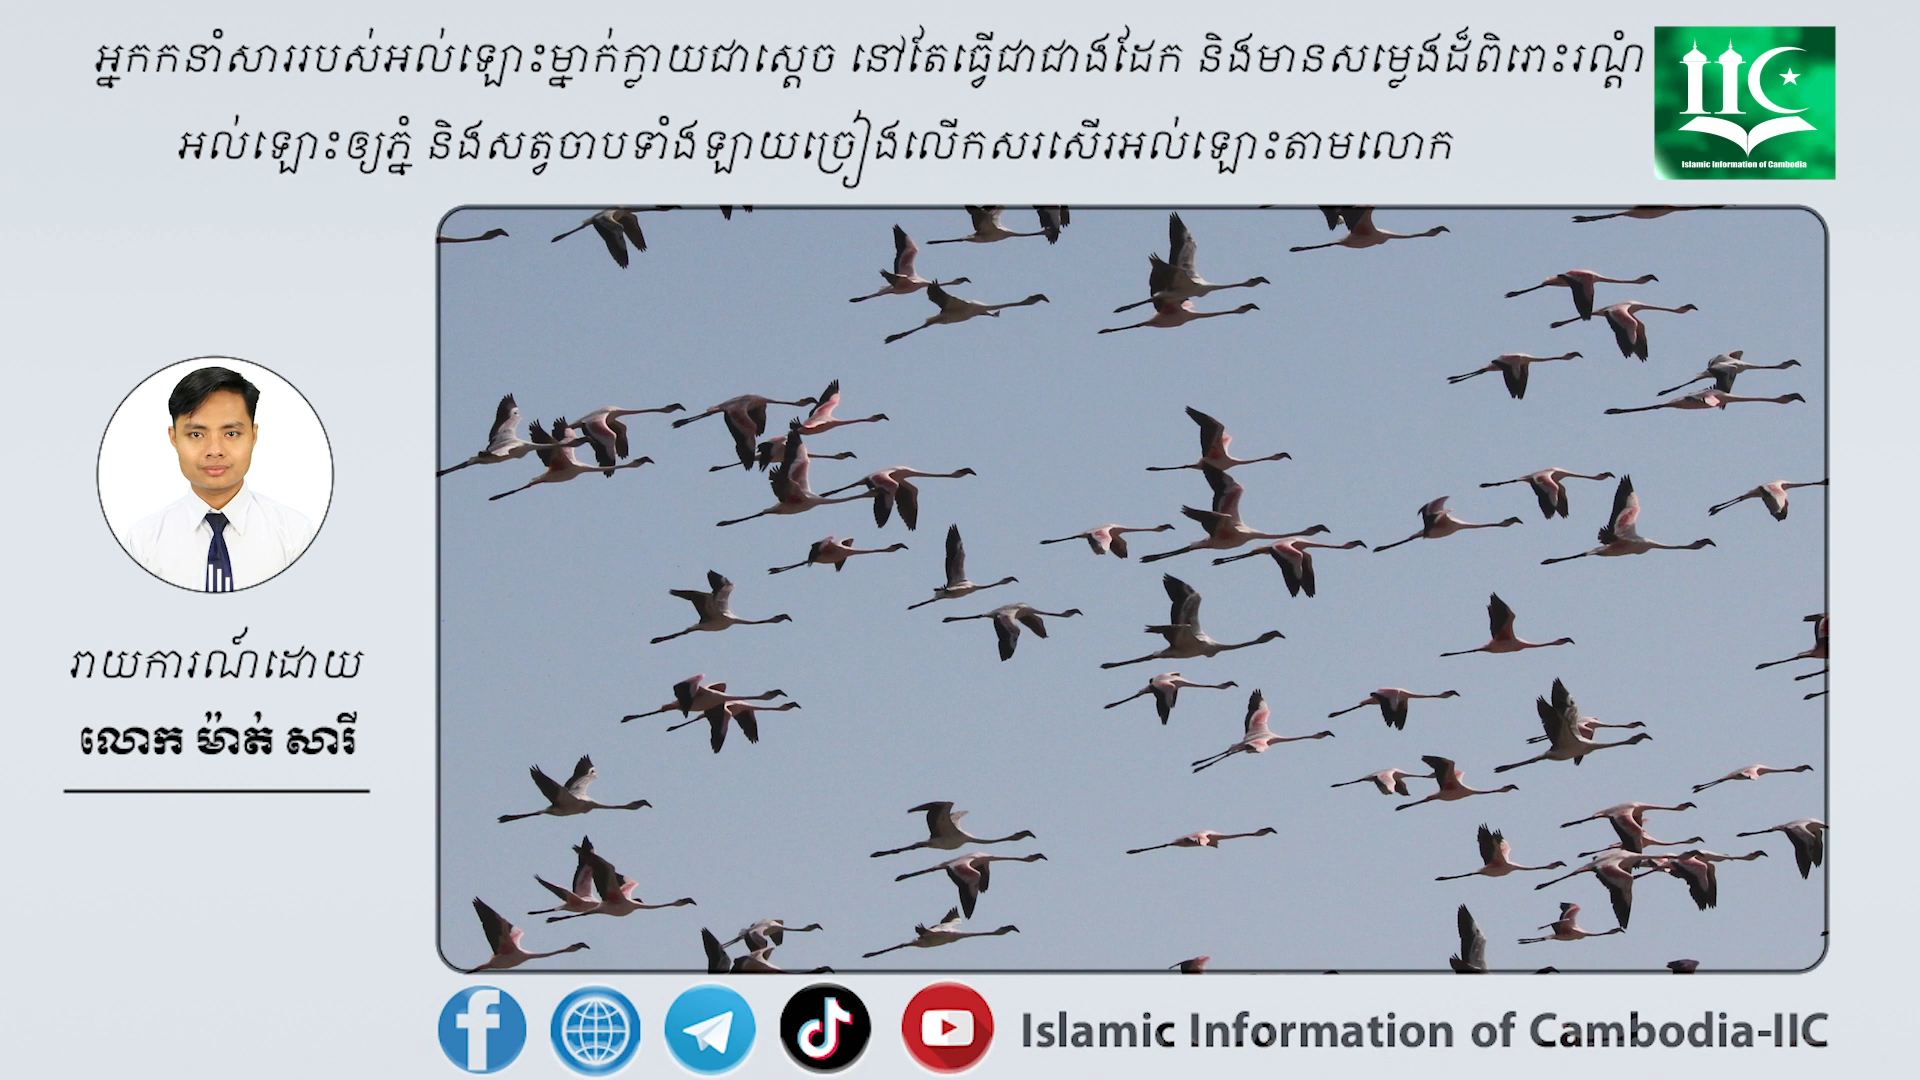 អ្នកកនាំសាររបស់អល់ឡោះម្នាក់ក្លាយជាស្តេច នៅតែធ្វើជាជាងដែក និងមានសម្លេងដ៏ពិរោះរណ្តំ
អល់ឡោះឲ្យភ្នំ និងសត្វចាបទាំងឡាយច្រៀងលើកសរសើរអល់ឡោះតាមលោក
IIC
Islamic Information of Cambodia
រាយការណ៍ដោយ
លោក ម៉ាត់ សារី
Islamic Information of Cambodia-IIC